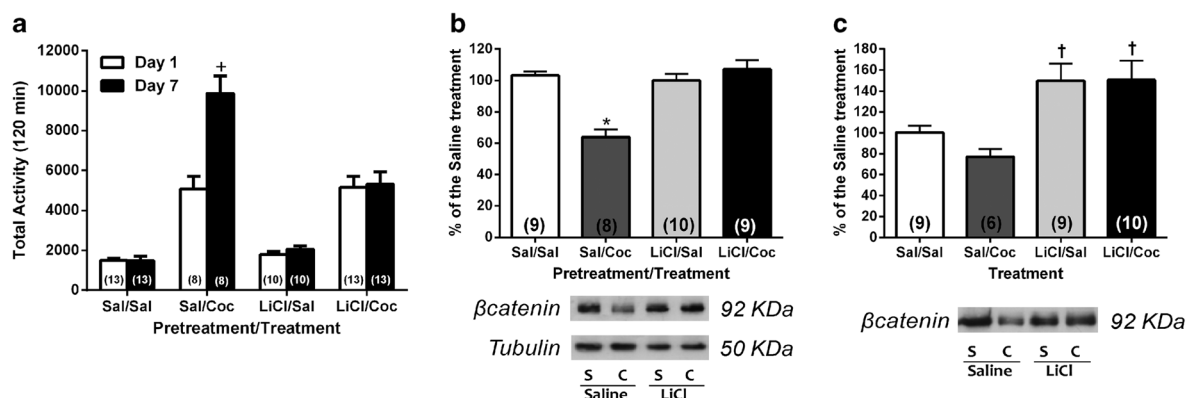 a
Total Activity (120 min)
12000
10000
8000
6000
4000
2000
0
Day 1
Day 7
+
(13) (13) (8) (8) (10) (10) (13) (13)
Sal/Sal Sal/Coc LiCl/Sal LiCl/Coc
Pretreatment/Treatment
b
% of the Saline treatment
120
100
80
60
40
20
0
*
(9) (8) (10) (9)
Sal/Sal Sal/Coc LiCl/Sal LiCl/Coc
Pretreatment/Treatment
βcatenin 92 KDa
Tubulin 50 KDa
S C S C
Saline LiCl
c
% of the Saline treatment
180
160
140
120
100
80
60
40
20
0
† †
(9) (6) (9) (10)
Sal/Sal Sal/Coc LiCl/Sal LiCl/Coc
Treatment
βcatenin 92 KDa
S C S C
Saline LiCl